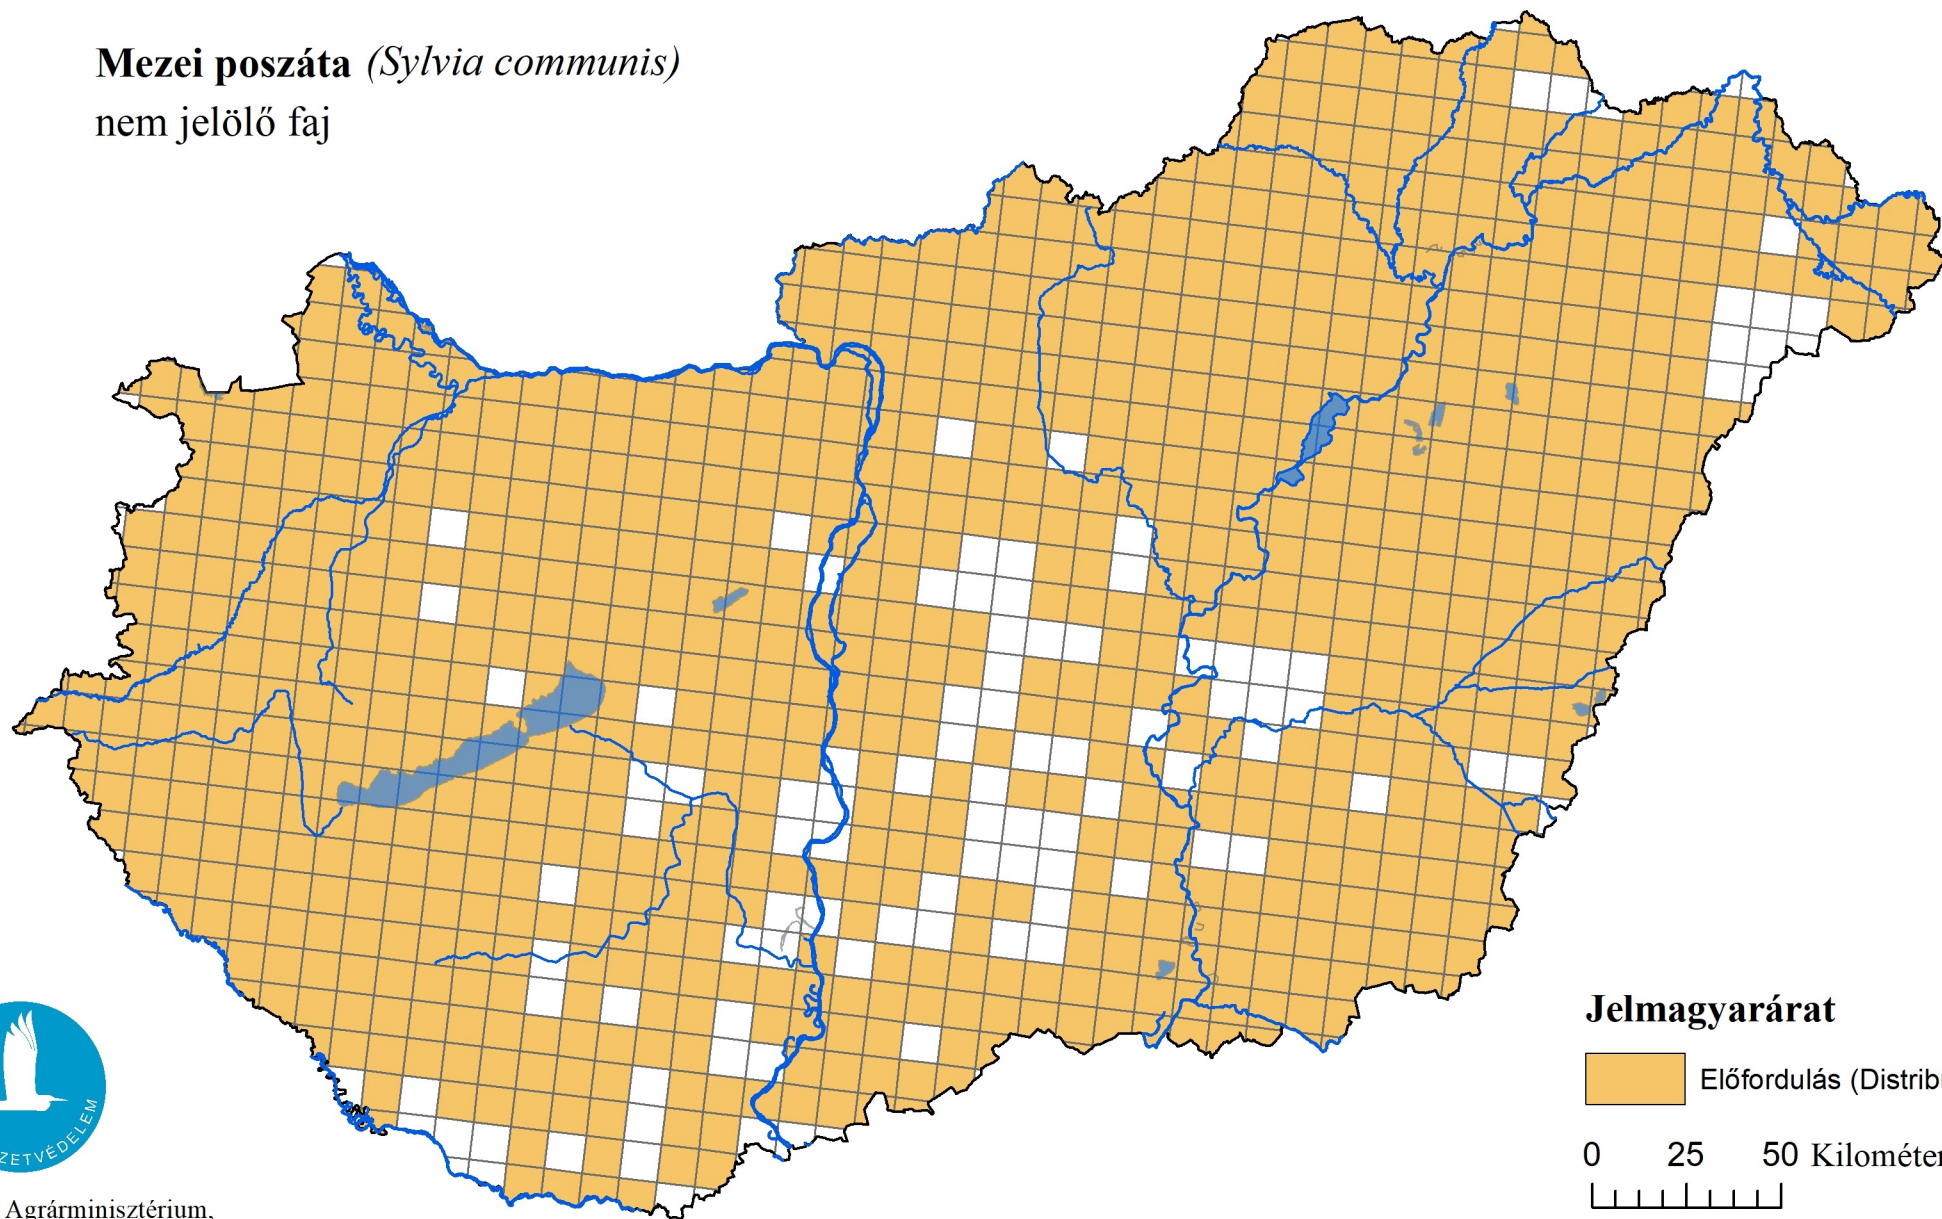 Mezei poszáta (Sylvia communis)
nem jelölő faj
Jelmagyarárat
Előfordulás (Distrib
0 25 50 Kilométer
ZETVÉDELEM
Agrárminisztérium,